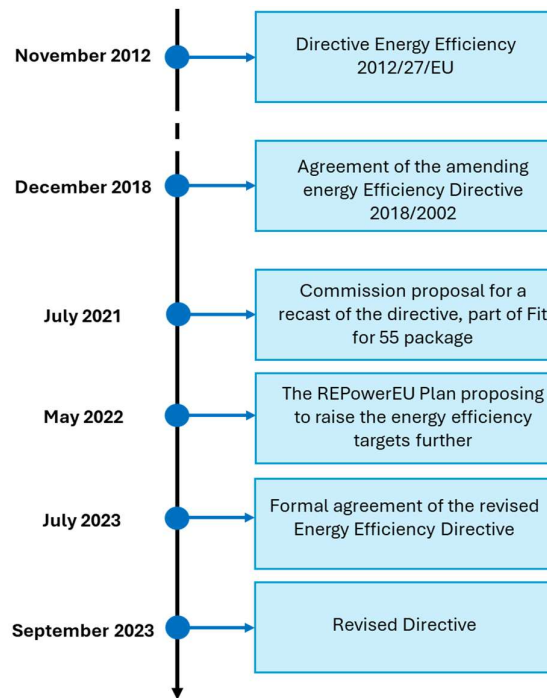 November 2012
Directive Energy Efficiency
2012/27/EU
December 2018
Agreement of the amending
energy Efficiency Directive
2018/2002
July 2021
Commission proposal for a
recast of the directive, part of Fit
for 55 package
May 2022
The REPowerEU Plan proposing
to raise the energy efficiency
targets further
July 2023
Formal agreement of the revised
Energy Efficiency Directive
September 2023
Revised Directive